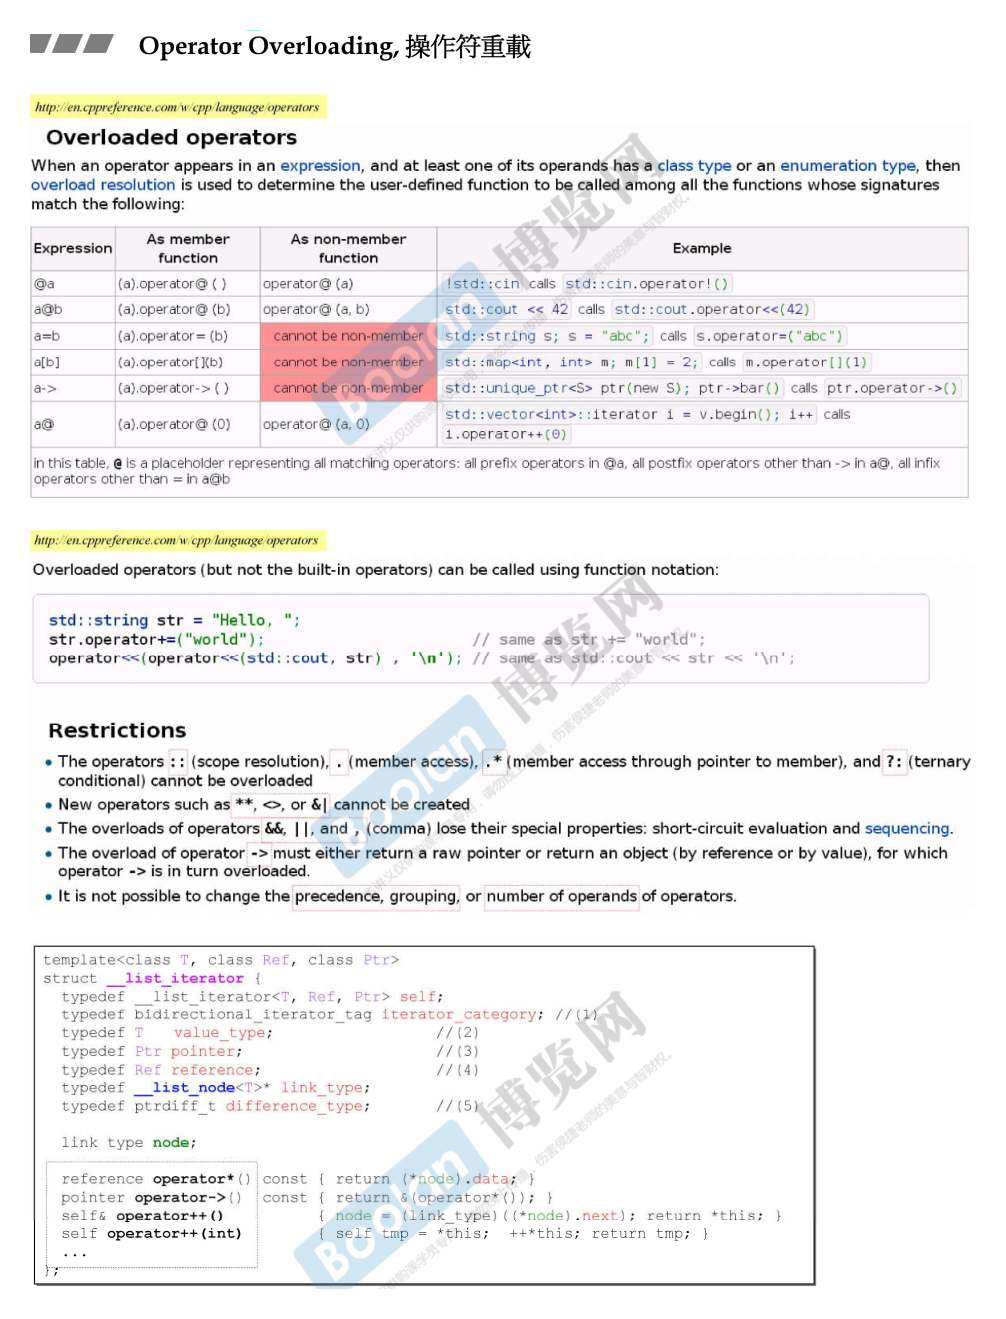 Operator Overloading, 操作符重載
http://en.cppreference.com/w/cpp/language/operators
Overloaded operators
When an operator appears in an expression, and at least one of its operands has a class type or an enumeration type, then
overload resolution is used to determine the user-defined function to be called among all the functions whose signatures
match the following:
Expression As member function As non-member function Example
@a (a).operator@ ( ) operator@ (a) !std::cin calls std::cin.operator!()
a@b (a).operator@ (b) operator@ (a, b) std::cout << 42 calls std::cout.operator<<(42)
a=b (a).operator= (b) cannot be non-member std::string s; s = "abc"; calls s.operator=("abc")
a[b] (a).operator[](b) cannot be non-member std::map<int, int> m; m[1] = 2; calls m.operator[](1)
a-> (a).operator-> ( ) cannot be non-member std::unique_ptr<S> ptr(new S); ptr->bar() calls ptr.operator->()
a@ (a).operator@ (0) operator@ (a, 0) std::vector<int>::iterator i = v.begin(); i++ calls
i.operator++(0)
in this table, @ is a placeholder representing all matching operators: all prefix operators in @a, all postfix operators other than -> in a@, all infix
operators other than = in a@b
http://en.cppreference.com/w/cpp/language/operators
Overloaded operators (but not the built-in operators) can be called using function notation:
std::string str = "Hello, ";
str.operator+=("world"); // same as str += "world";
operator<<(operator<<(std::cout, str) , '\n'); // same as std::cout << str << '\n';
Restrictions
• The operators :: (scope resolution), . (member access), .* (member access through pointer to member), and ?: (ternary
conditional) cannot be overloaded
• New operators such as **, <>, or &| cannot be created
• The overloads of operators &&, ||, and , (comma) lose their special properties: short-circuit evaluation and sequencing.
• The overload of operator -> must either return a raw pointer or return an object (by reference or by value), for which
operator -> is in turn overloaded.
• It is not possible to change the precedence, grouping, or number of operands of operators.
template<class T, class Ref, class Ptr>
struct __list_iterator {
typedef __list_iterator<T, Ref, Ptr> self;
typedef bidirectional_iterator_tag iterator_category; //(1)
typedef T value_type; //(2)
typedef Ptr pointer; //(3)
typedef Ref reference; //(4)
typedef __list_node<T>* link_type;
typedef ptrdiff_t difference_type; //(5)
link type node;
reference operator*() const { return (*node).data; }
pointer operator->() const { return &(operator*()); }
self& operator++() { node = (link_type)((*node).next); return *this; }
self operator++(int) { self tmp = *this; ++*this; return tmp; }
...
};
Boolan 博览网
Boolan 博览网
Boolan 博览网